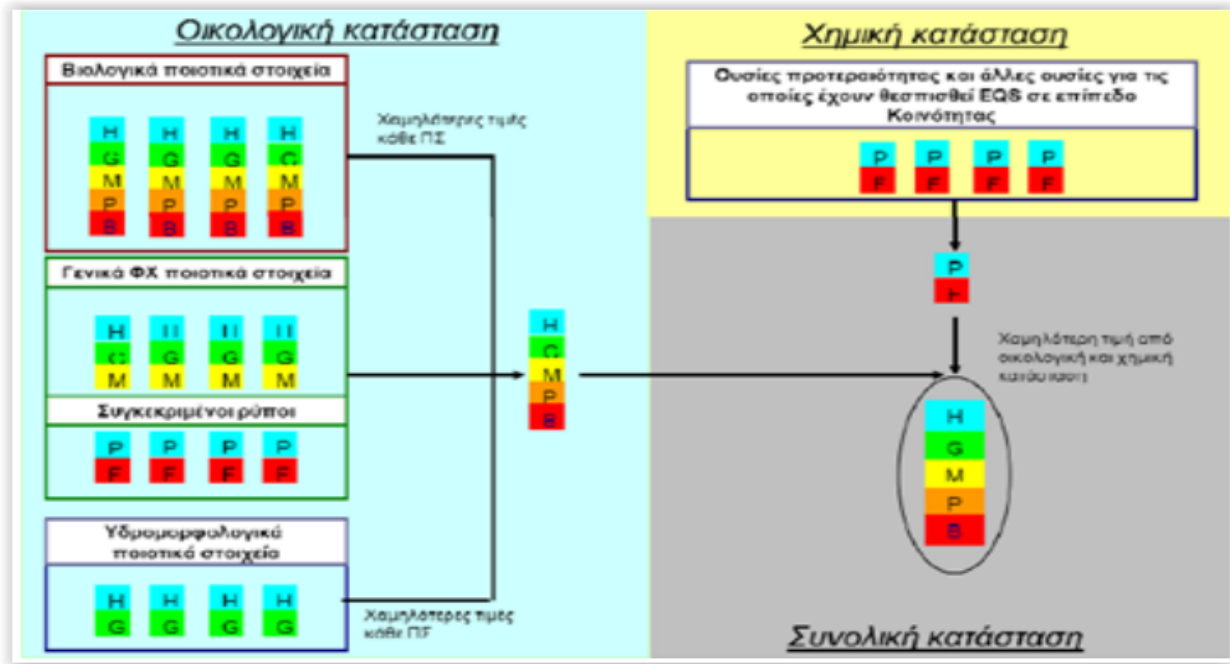 Οικολογική κατάσταση
Βιολογικά ποιοτικά στοιχεία
H H H H
G G G G
M M M M
P P P P
B B B B
Χαμηλότερες τιμές
κάθε ΠΣ
Γενικά ΦΧ ποιοτικά στοιχεία
H H H H
G G G G
M M M M
Συγκεκριμένοι ρύποι
P P P P
F F F F
Υδρομορφολογικά
ποιοτικά στοιχεία
H H H H
G G G G
Χαμηλότερες τιμές
κάθε ΠΣ
H
G
M
P
B
Χημική κατάσταση
Ουσίες προτεραιότητας και άλλες ουσίες για τις
οποίες έχουν θεσπισθεί EQS σε επίπεδο
Κοινότητας
P P P P
F F F F
P
F
Χαμηλότερη τιμή από
οικολογική και χημική
κατάσταση
H
G
M
P
B
Συνολική κατάσταση